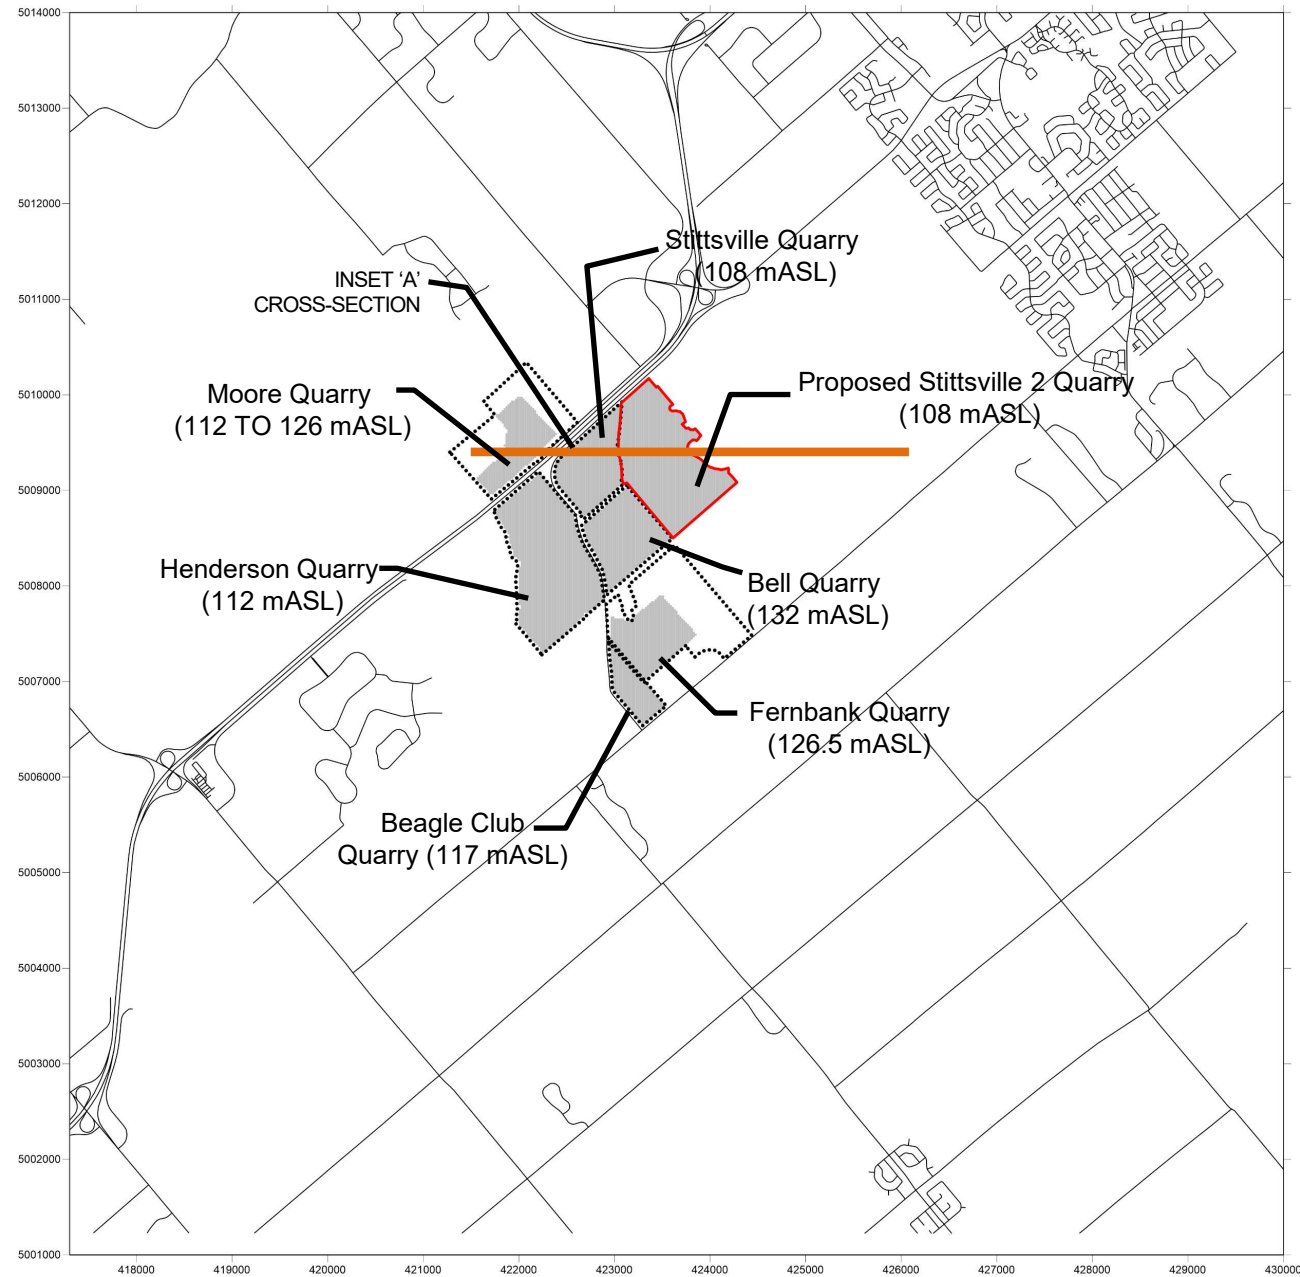 5014000
5013000
5012000
Stittsville Quarry
(108 mASL)
INSET ‘A’
CROSS-SECTION
5011000
5010000
Moore Quarry
(112 TO 126 mASL)
Proposed Stittsville 2 Quarry
(108 mASL)
5009000
Henderson Quarry
(112 mASL)
5008000
Bell Quarry
(132 mASL)
5007000
Fernbank Quarry
(126.5 mASL)
5006000
Beagle Club
Quarry (117 mASL)
5005000
5004000
5003000
5002000
5001000
418000 419000 420000 421000 422000 423000 424000 425000 426000 427000 428000 429000 430000